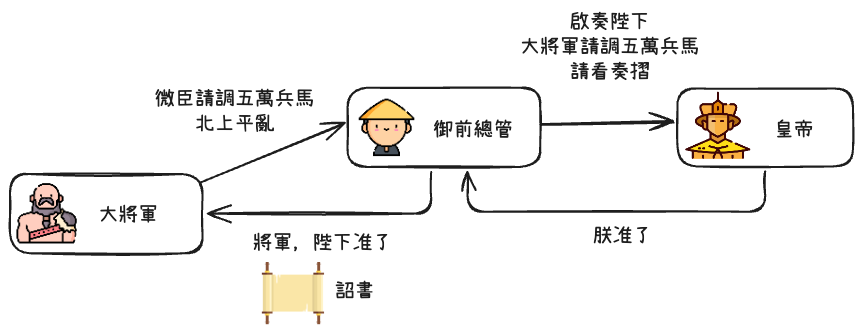 啟奏陛下
大將軍請調五萬兵馬
請看奏摺
微臣請調五萬兵馬
北上平亂
御前總管
皇帝
大將軍
將軍，陛下准了
朕准了
詔書